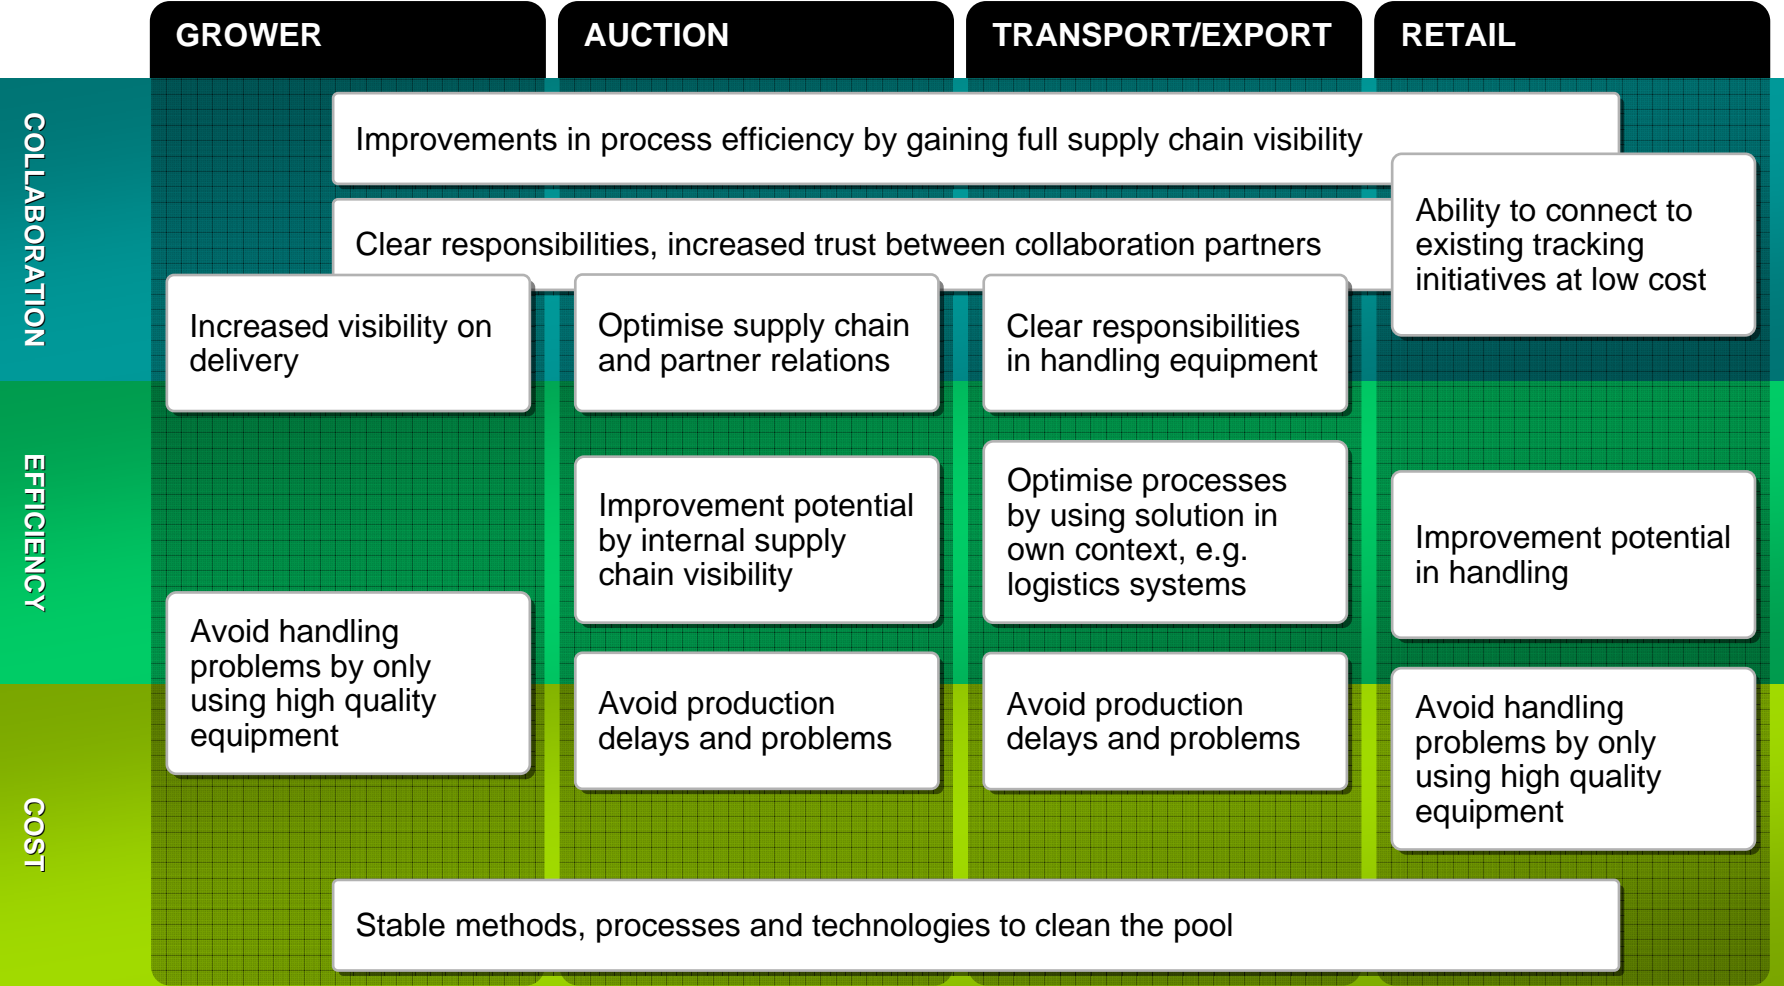 GROWER
AUCTION
TRANSPORT/EXPORT
RETAIL
COLLABORATION
Improvements in process efficiency by gaining full supply chain visibility
Clear responsibilities, increased trust between collaboration partners
Ability to connect to
existing tracking
initiatives at low cost
Increased visibility on
delivery
Optimise supply chain
and partner relations
Clear responsibilities
in handling equipment
EFFICIENCY
Improvement potential
by internal supply
chain visibility
Optimise processes
by using solution in
own context, e.g.
logistics systems
Improvement potential
in handling
Avoid handling
problems by only
using high quality
equipment
Avoid production
delays and problems
Avoid production
delays and problems
Avoid handling
problems by only
using high quality
equipment
COST
Stable methods, processes and technologies to clean the pool